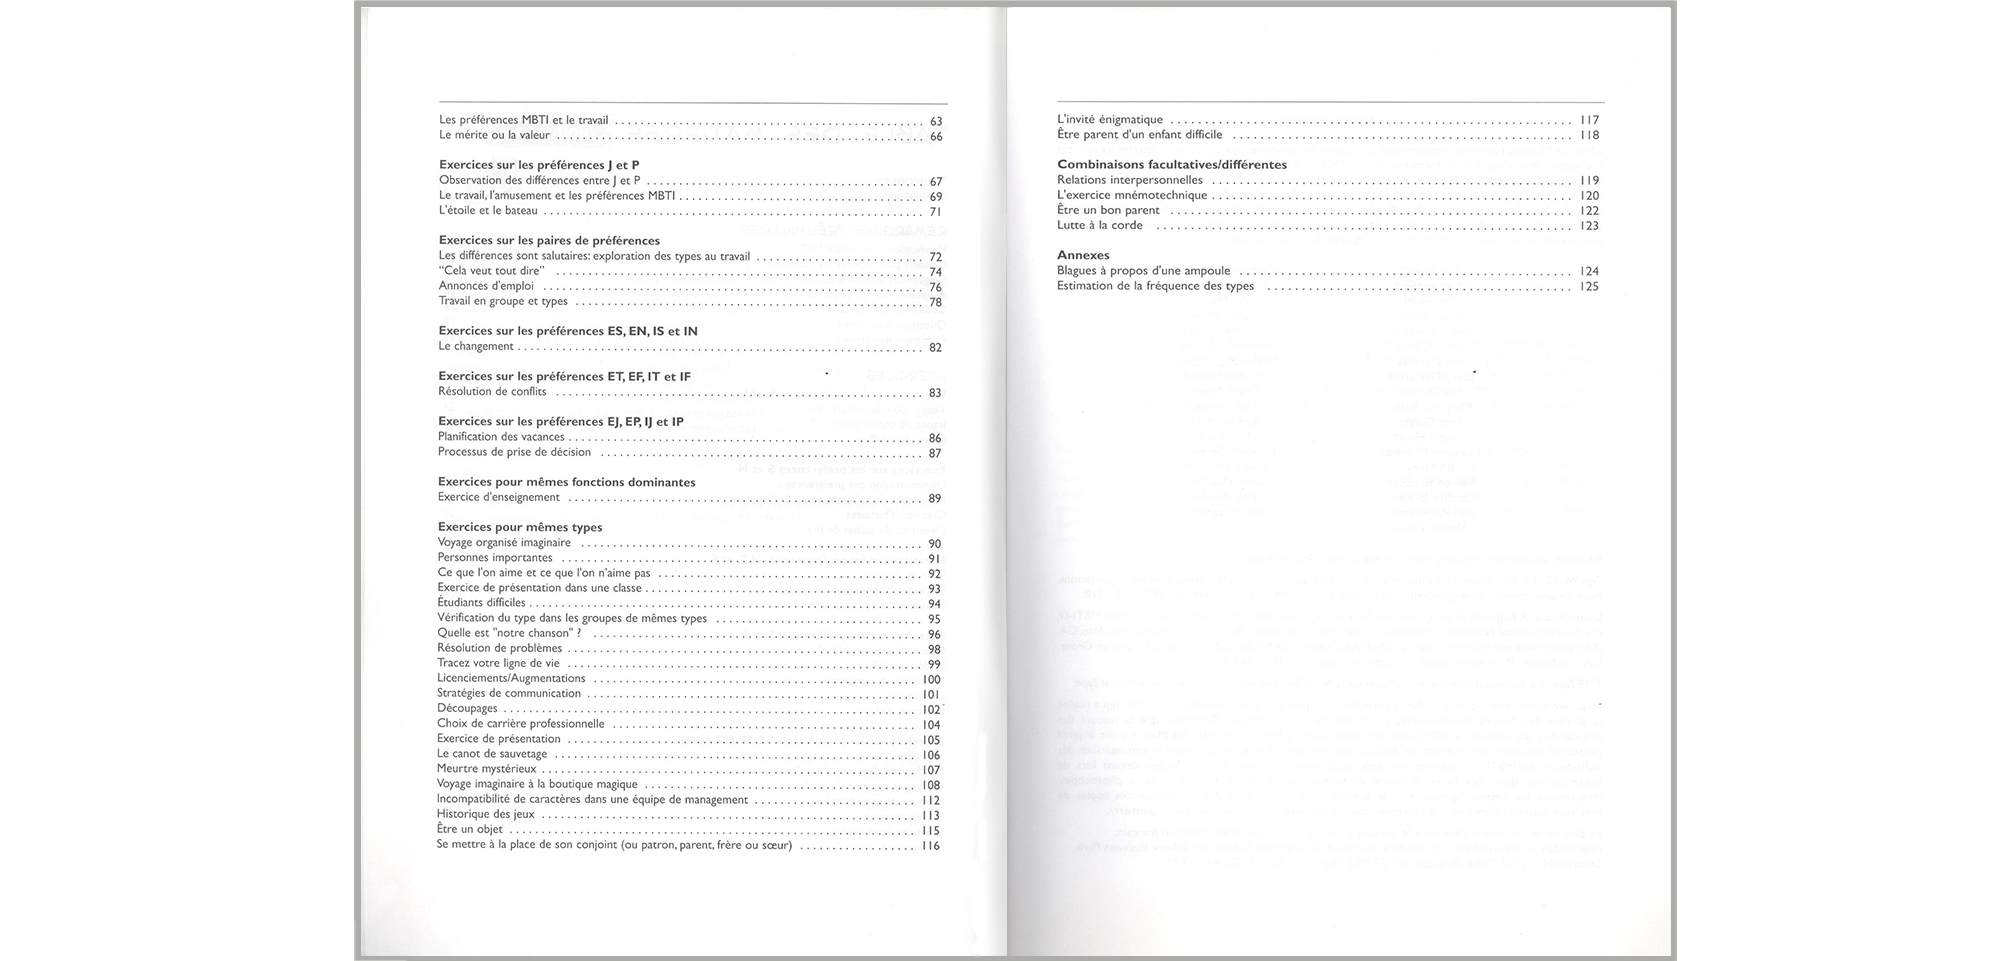 Les préférences MBTI et le travail . . . . . . . . . . 63
Le mérite ou la valeur . . . . . . . . . . 66
Exercices sur les préférences J et P
Observation des différences entre J et P . . . . . . . . . . 67
Le travail, l'amusement et les préférences MBTI . . . . . . . . . . 69
L'étoile et le bateau . . . . . . . . . . 71
Exercices sur les paires de préférences
Les différences sont salutaires: exploration des types au travail . . . . . . . . . . 72
"Cela veut tout dire" . . . . . . . . . . 74
Annonces d'emploi . . . . . . . . . . 76
Travail en groupe et types . . . . . . . . . . 78
Exercices sur les préférences ES, EN, IS et IN
Le changement . . . . . . . . . . 82
Exercices sur les préférences ET, EF, IT et IF
Résolution de conflits . . . . . . . . . . 83
Exercices sur les préférences EJ, EP, IJ et IP
Planification des vacances . . . . . . . . . . 86
Processus de prise de décision . . . . . . . . . . 87
Exercices pour mêmes fonctions dominantes
Exercice d'enseignement . . . . . . . . . . 89
Exercices pour mêmes types
Voyage organisé imaginaire . . . . . . . . . . 90
Personnes importantes . . . . . . . . . . 91
Ce que l'on aime et ce que l'on n'aime pas . . . . . . . . . . 92
Exercice de présentation dans une classe . . . . . . . . . . 93
Étudiants difficiles . . . . . . . . . . 94
Vérification du type dans les groupes de mêmes types . . . . . . . . . . 95
Quelle est "notre chanson" ? . . . . . . . . . . 96
Résolution de problèmes . . . . . . . . . . 98
Tracez votre ligne de vie . . . . . . . . . . 99
Licenciements/Augmentations . . . . . . . . . . 100
Stratégies de communication . . . . . . . . . . 101
Découpages . . . . . . . . . . 102
Choix de carrière professionnelle . . . . . . . . . . 104
Exercice de présentation . . . . . . . . . . 105
Le canot de sauvetage . . . . . . . . . . 106
Meurtre mystérieux . . . . . . . . . . 107
Voyage imaginaire à la boutique magique . . . . . . . . . . 108
Incompatibilité de caractères dans une équipe de management . . . . . . . . . . 112
Historique des jeux . . . . . . . . . . 113
Être un objet . . . . . . . . . . 115
Se mettre à la place de son conjoint (ou patron, parent, frère ou sœur) . . . . . . . . . . 116
L'invité énigmatique . . . . . . . . . . 117
Être parent d'un enfant difficile . . . . . . . . . . 118
Combinaisons facultatives/différentes
Relations interpersonnelles . . . . . . . . . . 119
L'exercice mnémotechnique . . . . . . . . . . 120
Être un bon parent . . . . . . . . . . 122
Lutte à la corde . . . . . . . . . . 123
Annexes
Blagues à propos d'une ampoule . . . . . . . . . . 124
Estimation de la fréquence des types . . . . . . . . . . 125